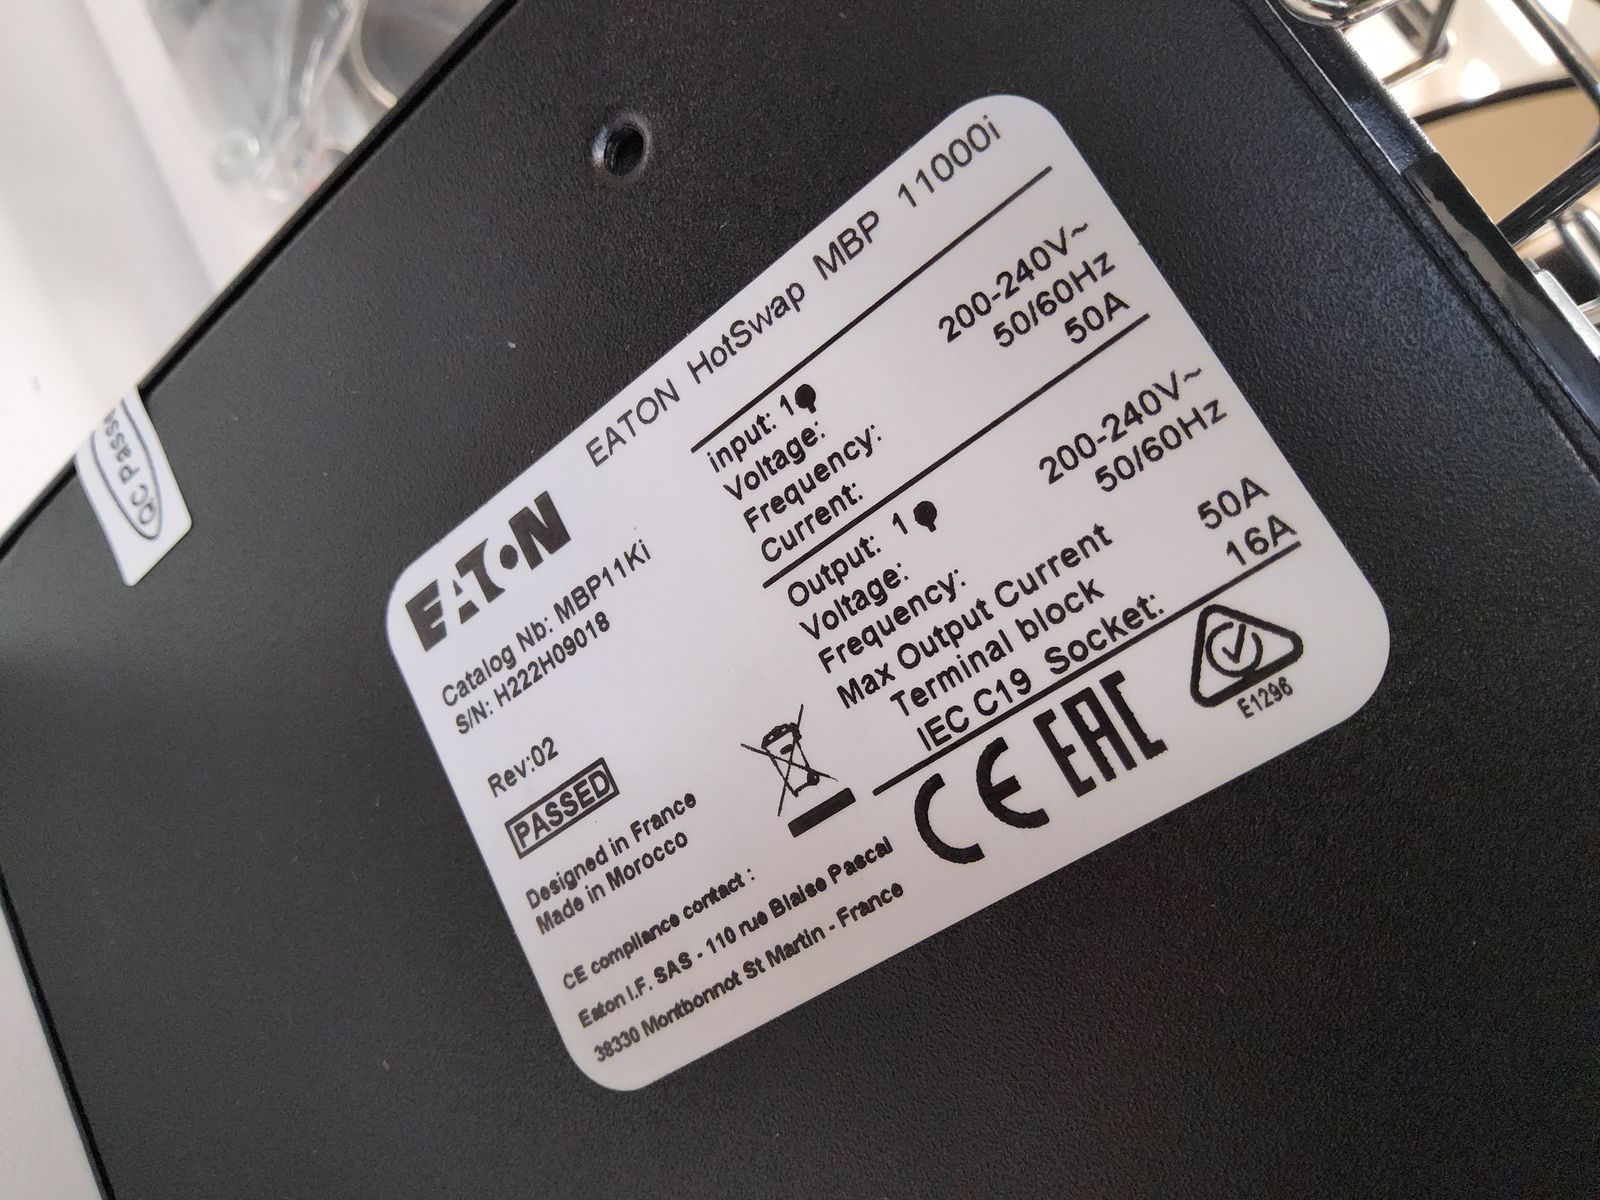 EATON HotSwap MBP 11000i
EATON
Catalog Nb: MBP11Ki
S/N: H222H09018
Rev:02
PASSED
Designed in France
Made in Morocco
CE compliance contact :
Eaton I.F. SAS - 110 rue Blaise Pascal
38330 Montbonnot St Martin - France
Input: 1
Voltage: 200-240V~
Frequency: 50/60Hz
Current: 50A
Output: 1
Voltage: 200-240V~
Frequency: 50/60Hz
Max Output Current
Terminal block 50A
IEC C19 Socket: 16A
CE EAC
E1296
QC Passe